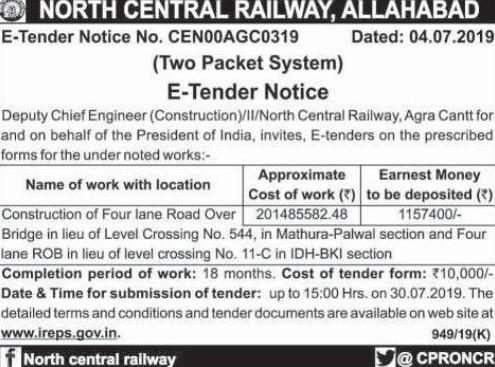 NORTH CENTRAL RAILWAY, ALLAHABAD
E-Tender Notice No. CEN00AGC0319 Dated: 04.07.2019
(Two Packet System)
E-Tender Notice
Deputy Chief Engineer (Construction)/II/North Central Railway, Agra Cantt for
and on behalf of the President of India, invites, E-tenders on the prescribed
forms for the under noted works:-
Name of work with location Approximate Cost of work (₹) Earnest Money to be deposited (₹)
Construction of Four lane Road Over 201485582.48 1157400/-
Bridge in lieu of Level Crossing No. 544, in Mathura-Palwal section and Four
lane ROB in lieu of level crossing No. 11-C in IDH-BKI section
Completion period of work: 18 months. Cost of tender form: ₹10,000/-
Date & Time for submission of tender: up to 15:00 Hrs. on 30.07.2019. The
detailed terms and conditions and tender documents are available on web site at
www.ireps.gov.in. 949/19(K)
f North central railway @ CPRONCR